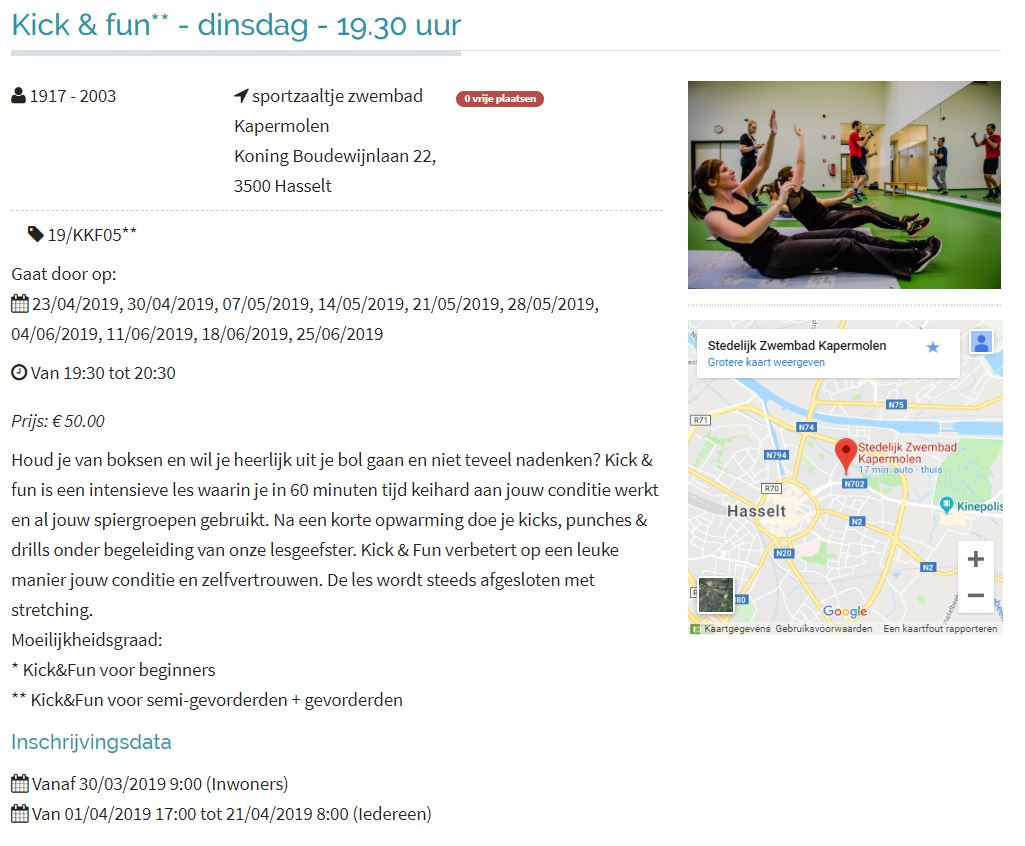 Kick & fun** - dinsdag - 19.30 uur
1917 - 2003
sportzaaltje zwembad
Kapermolen
Koning Boudewijnlaan 22,
3500 Hasselt
0 vrije plaatsen
19/KKF05**
Gaat door op:
23/04/2019, 30/04/2019, 07/05/2019, 14/05/2019, 21/05/2019, 28/05/2019,
04/06/2019, 11/06/2019, 18/06/2019, 25/06/2019
Van 19:30 tot 20:30
Prijs: € 50.00
Houd je van boksen en wil je heerlijk uit je bol gaan en niet teveel nadenken? Kick &
fun is een intensieve les waarin je in 60 minuten tijd keihard aan jouw conditie werkt
en al jouw spiergroepen gebruikt. Na een korte opwarming doe je kicks, punches &
drills onder begeleiding van onze lesgeefster. Kick & Fun verbetert op een leuke
manier jouw conditie en zelfvertrouwen. De les wordt steeds afgesloten met
stretching.
Moeilijkheidsgraad:
* Kick&Fun voor beginners
** Kick&Fun voor semi-gevorderden + gevorderden
Inschrijvingsdata
Vanaf 30/03/2019 9:00 (Inwoners)
Van 01/04/2019 17:00 tot 21/04/2019 8:00 (Iedereen)
Stedelijk Zwembad Kapermolen
Grotere kaart weergeven
N75
R71
N74
Stedelijk Zwembad
Kapermolen
17 min. auto - thuis
N794
R70
N702
Hasselt
Kinepolis
N2
N20
N2
Google
Kaartgegevens Gebruiksvoorwaarden Een kaartfout rapporteren